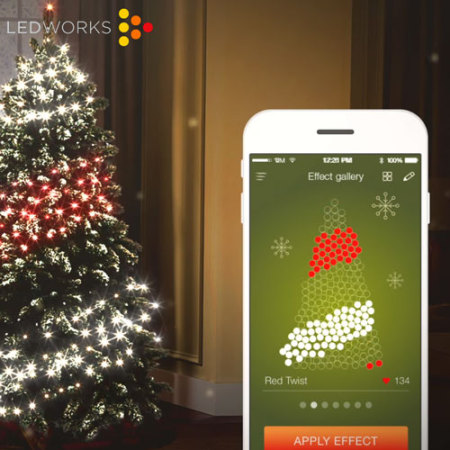 LEDWORKS
12:26 PM
100%
Effect gallery
Red Twist
134
APPLY EFFECT